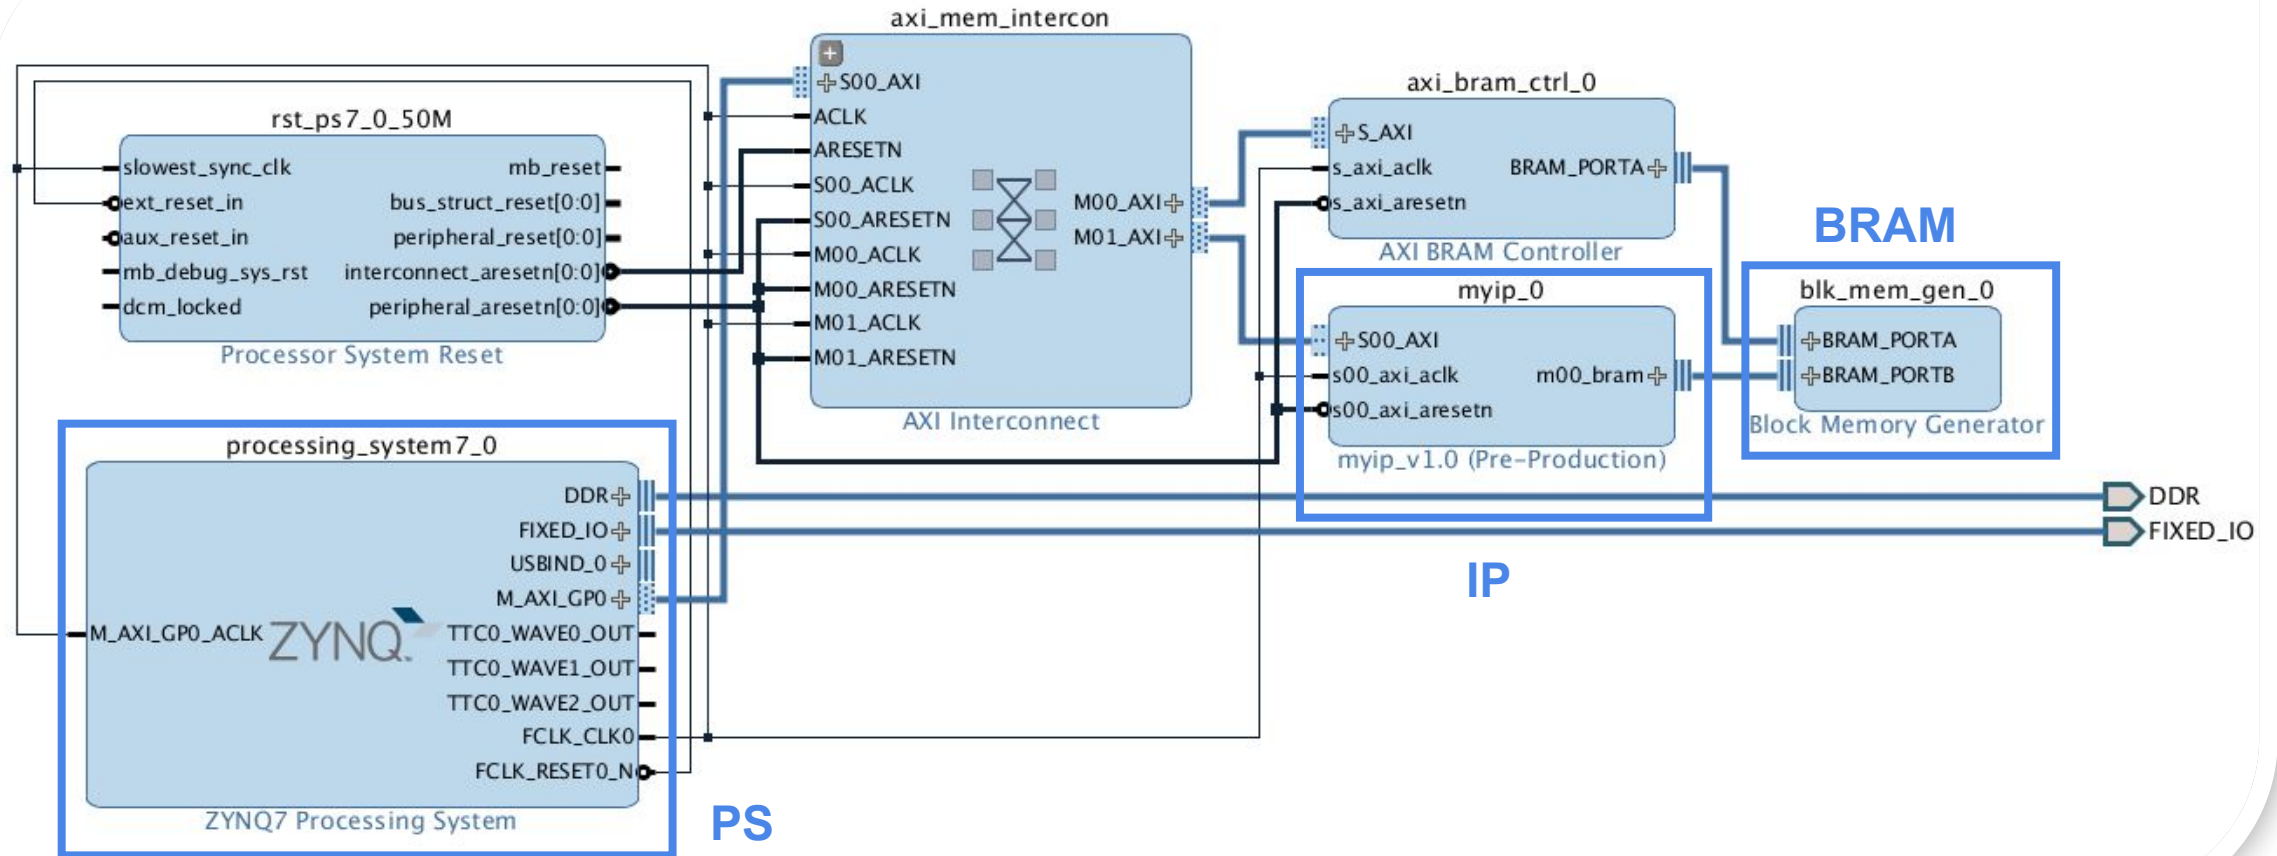 axi_mem_intercon
S00_AXI
ACLK
ARESETN
S00_ACLK
S00_ARESETN
M00_ACLK
M00_ARESETN
M01_ACLK
M01_ARESETN
M00_AXI
M01_AXI
AXI Interconnect
rst_ps7_0_50M
slowest_sync_clk
ext_reset_in
aux_reset_in
mb_debug_sys_rst
dcm_locked
mb_reset
bus_struct_reset[0:0]
peripheral_reset[0:0]
interconnect_aresetn[0:0]
peripheral_aresetn[0:0]
Processor System Reset
axi_bram_ctrl_0
S_AXI
s_axi_aclk
s_axi_aresetn
BRAM_PORTA
AXI BRAM Controller
BRAM
myip_0
S00_AXI
s00_axi_aclk
s00_axi_aresetn
m00_bram
myip_v1.0 (Pre-Production)
IP
blk_mem_gen_0
BRAM_PORTA
BRAM_PORTB
Block Memory Generator
processing_system7_0
M_AXI_GP0_ACLK
ZYNQ
DDR
FIXED_IO
USBIND_0
M_AXI_GP0
TTC0_WAVE0_OUT
TTC0_WAVE1_OUT
TTC0_WAVE2_OUT
FCLK_CLK0
FCLK_RESET0_N
ZYNQ7 Processing System
PS
DDR
FIXED_IO